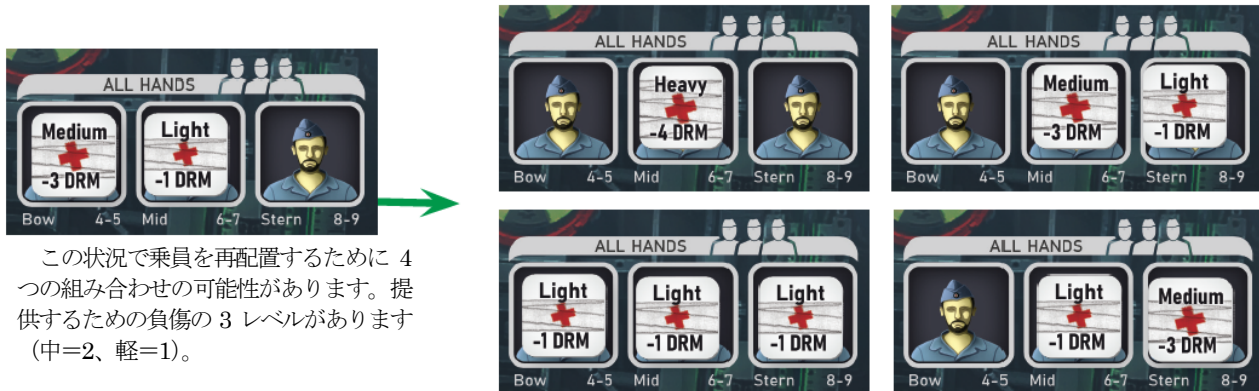 ALL HANDS
Medium
-3 DRM
Light
-1 DRM
Bow 4-5 Mid 6-7 Stern 8-9
この状況で乗員を再配置するために 4
つの組み合わせの可能性があります。提
供するための負傷の 3 レベルがあります
（中=2、軽=1）。
ALL HANDS
Heavy
-4 DRM
Bow 4-5 Mid 6-7 Stern 8-9
ALL HANDS
Medium
-3 DRM
Light
-1 DRM
Bow 4-5 Mid 6-7 Stern 8-9
ALL HANDS
Light
-1 DRM
Light
-1 DRM
Light
-1 DRM
Bow 4-5 Mid 6-7 Stern 8-9
ALL HANDS
Light
-1 DRM
Medium
-3 DRM
Bow 4-5 Mid 6-7 Stern 8-9